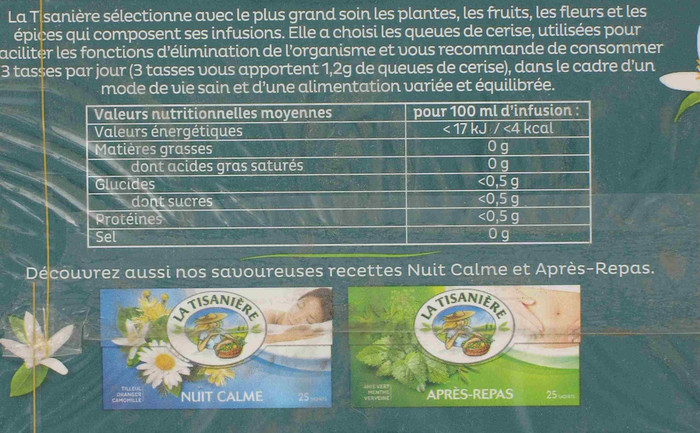 La Tisanière sélectionne avec le plus grand soin les plantes, les fruits, les fleurs et les
épices qui composent ses infusions. Elle a choisi les queues de cerise, utilisées pour
aciliter les fonctions d'élimination de l'organisme et vous recommande de consommer
3 tasses par jour (3 tasses vous apportent 1,2g de queues de cerise), dans le cadre d'un
mode de vie sain et d'une alimentation variée et équilibrée.
Valeurs nutritionnelles moyennes pour 100 ml d'infusion :
Valeurs énergétiques < 17 kJ / <4 kcal
Matières grasses 0 g
dont acides gras saturés 0 g
Glucides <0,5 g
dont sucres <0,5 g
Protéines <0,5 g
Sel 0 g
Découvrez aussi nos savoureuses recettes Nuit Calme et Après-Repas.
LA TISANIÈRE
TILLEUL
ORANGER
CAMOMILLE
NUIT CALME
25
LA TISANIÈRE
MENTHE
VERVEINE
APRÈS-REPAS
25